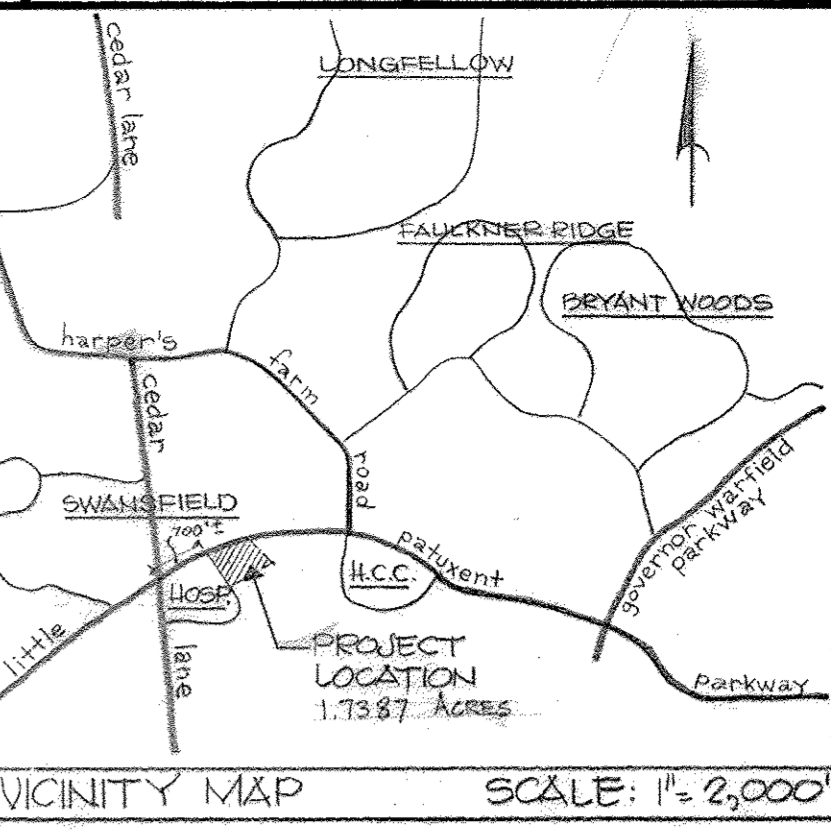 cedar lane
LONGFELLOW
FAULKNER RIDGE
BRYANT WOODS
harper's
farm
road
cedar
lane
SWANSFIELD
700'±
HOSP.
H.C.C.
little
patuxent
parkway
governor warfield
parkway
PROJECT
LOCATION
1.7387 ACRES
VICINITY MAP SCALE: 1"= 2,000'